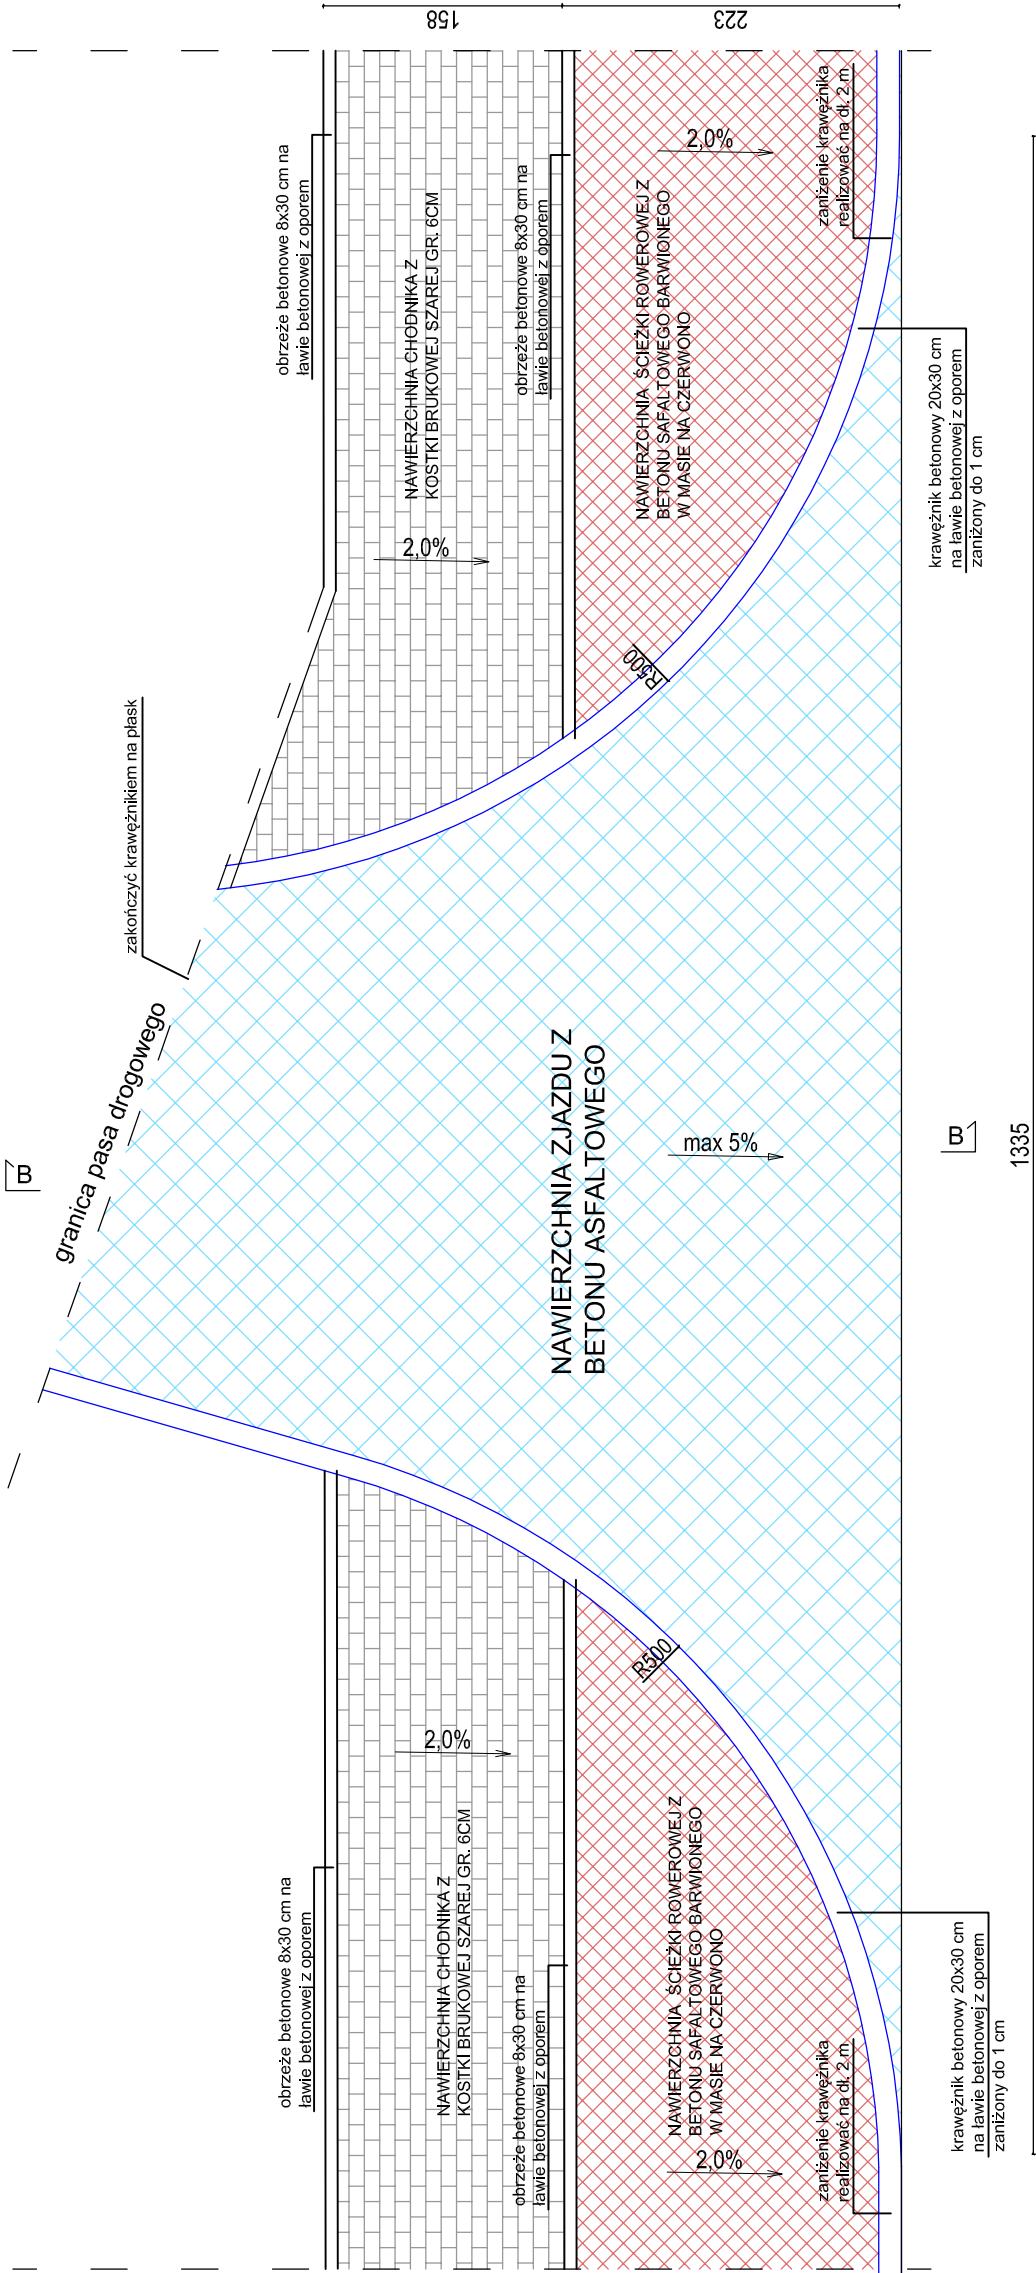 158
223
obrzeże betonowe 8x30 cm na
ławie betonowej z oporem
NAWIERZCHNIA CHODNIKA Z
KOSTKI BRUKOWEJ SZAREJ GR. 6CM
2,0%
obrzeże betonowe 8x30 cm na
ławie betonowej z oporem
NAWIERZCHNIA ŚCIEŻKI ROWEROWEJ Z
BETONU SAFALTOWEGO BARWIONEGO
W MASIE NA CZERWONO
2,0%
zaniżenie krawężnika
realizować na dł. 2 m
krawężnik betonowy 20x30 cm
na ławie betonowej z oporem
zaniżony do 1 cm
R500
zakończyć krawężnikiem na płask
granica pasa drogowego
B
NAWIERZCHNIA ZJAZDU Z
BETONU ASFALTOWEGO
max 5%
B
1335
R500
obrzeże betonowe 8x30 cm na
ławie betonowej z oporem
NAWIERZCHNIA CHODNIKA Z
KOSTKI BRUKOWEJ SZAREJ GR. 6CM
2,0%
obrzeże betonowe 8x30 cm na
ławie betonowej z oporem
NAWIERZCHNIA ŚCIEŻKI ROWEROWEJ Z
BETONU SAFALTOWEGO BARWIONEGO
W MASIE NA CZERWONO
2,0%
zaniżenie krawężnika
realizować na dł. 2 m
krawężnik betonowy 20x30 cm
na ławie betonowej z oporem
zaniżony do 1 cm